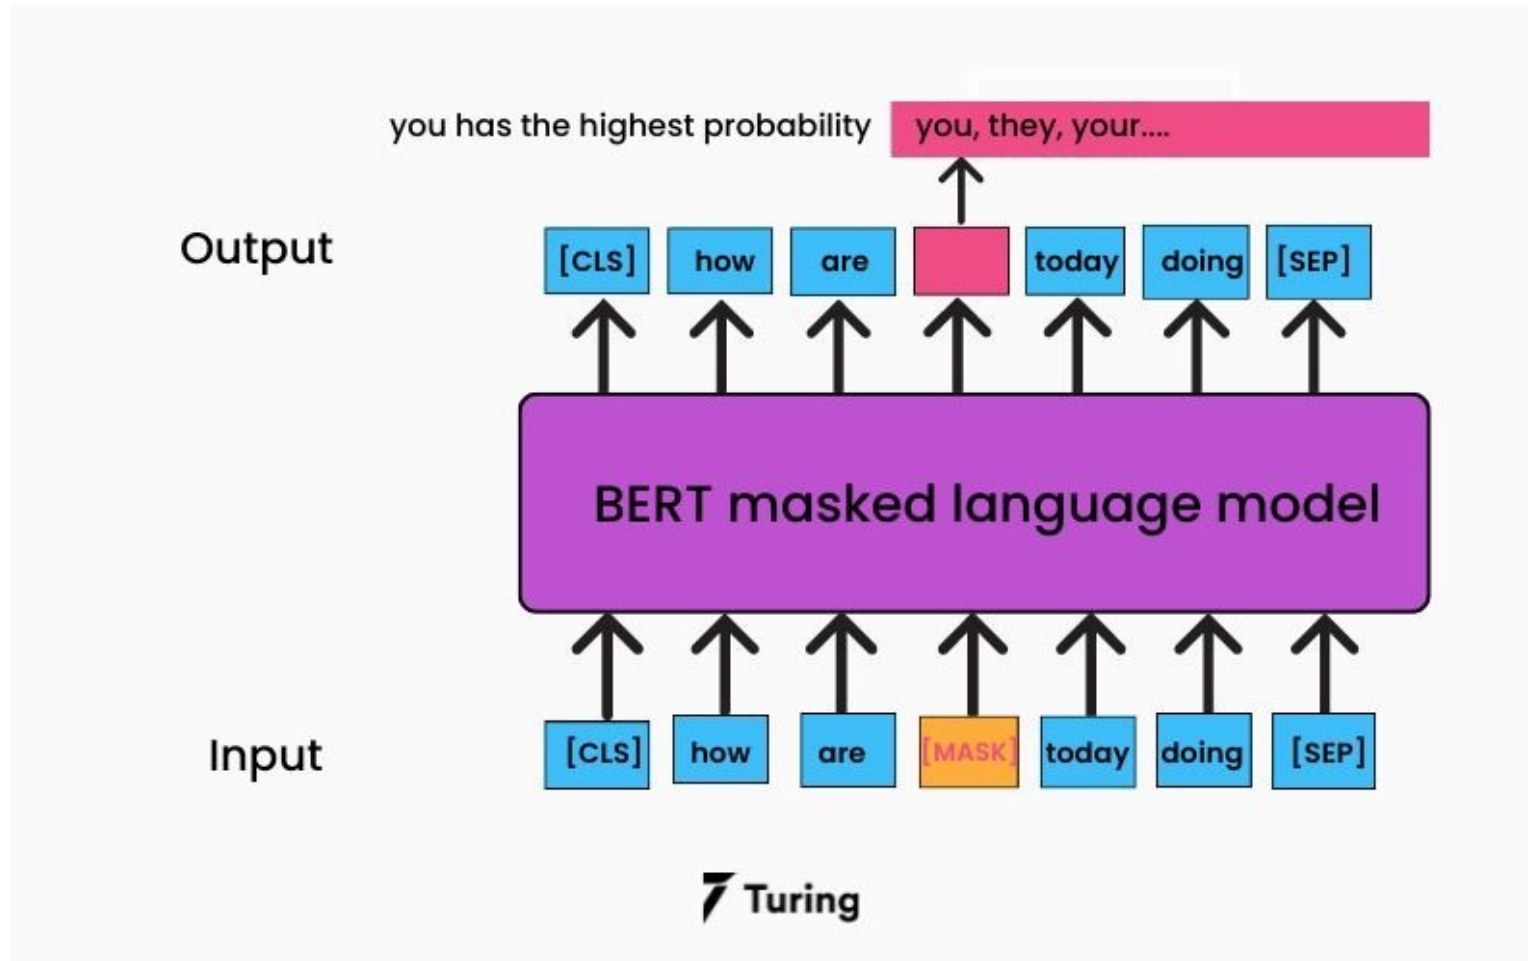 you has the highest probability you, they, your....
Output [CLS] how are today doing [SEP]
BERT masked language model
Input [CLS] how are [MASK] today doing [SEP]
Turing